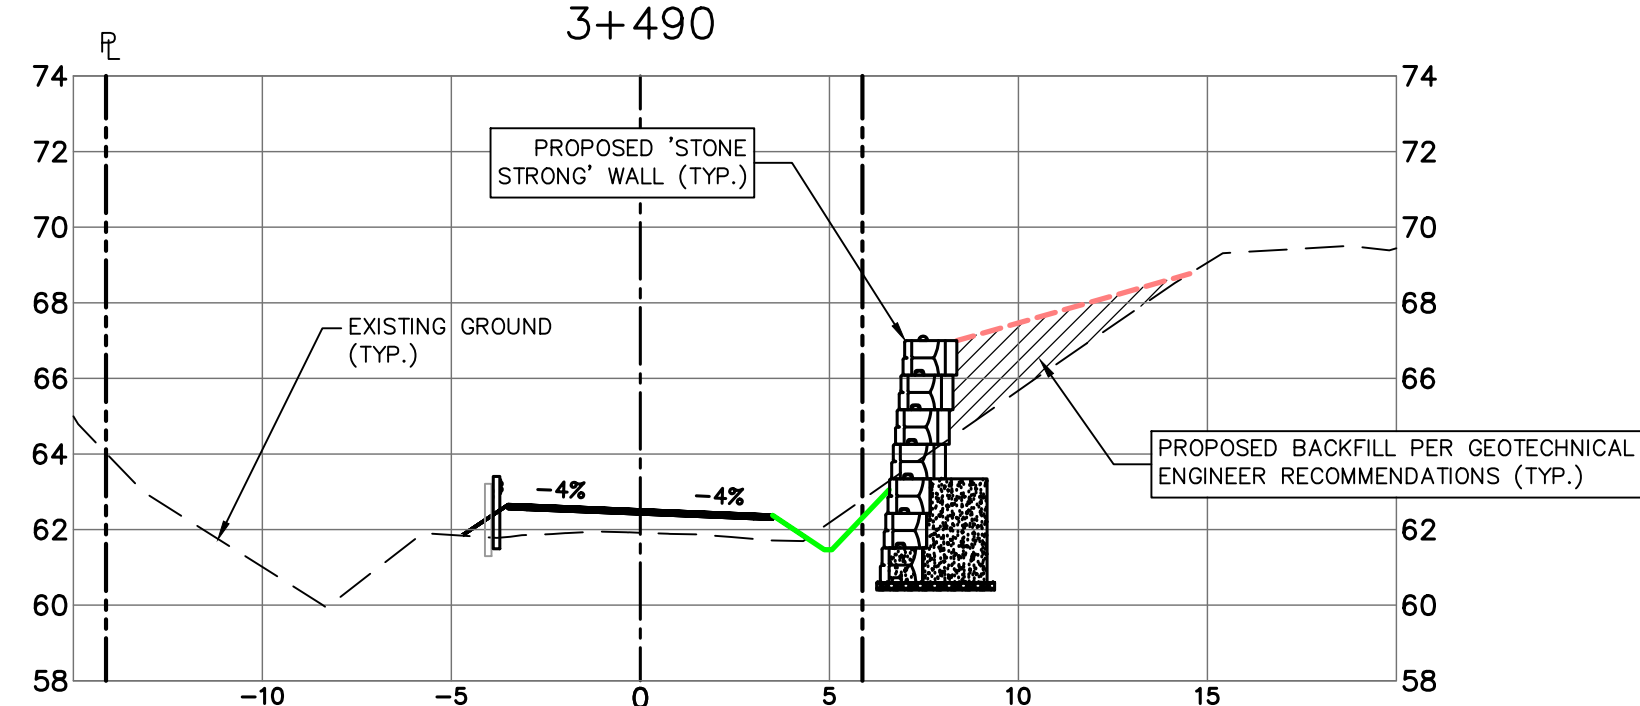 3+490
PL
74 74
72 72
70 70
68 68
66 66
64 64
62 62
60 60
58 58
PROPOSED 'STONE
STRONG' WALL (TYP.)
EXISTING GROUND
(TYP.)
-4% -4%
PROPOSED BACKFILL PER GEOTECHNICAL
ENGINEER RECOMMENDATIONS (TYP.)
-10 -5 0 5 10 15